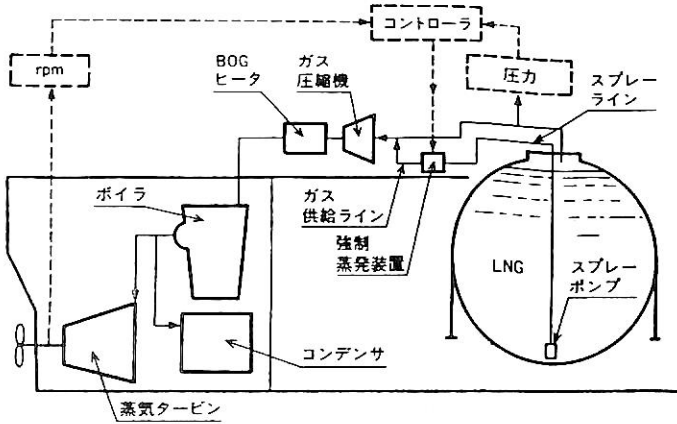 コントローラ
rpm
BOG
ヒータ
ガス
圧縮機
圧力
スプレー
ライン
ボイラ
ガス
供給ライン
強制
蒸発装置
LNG
スプレー
ポンプ
コンデンサ
蒸気タービン